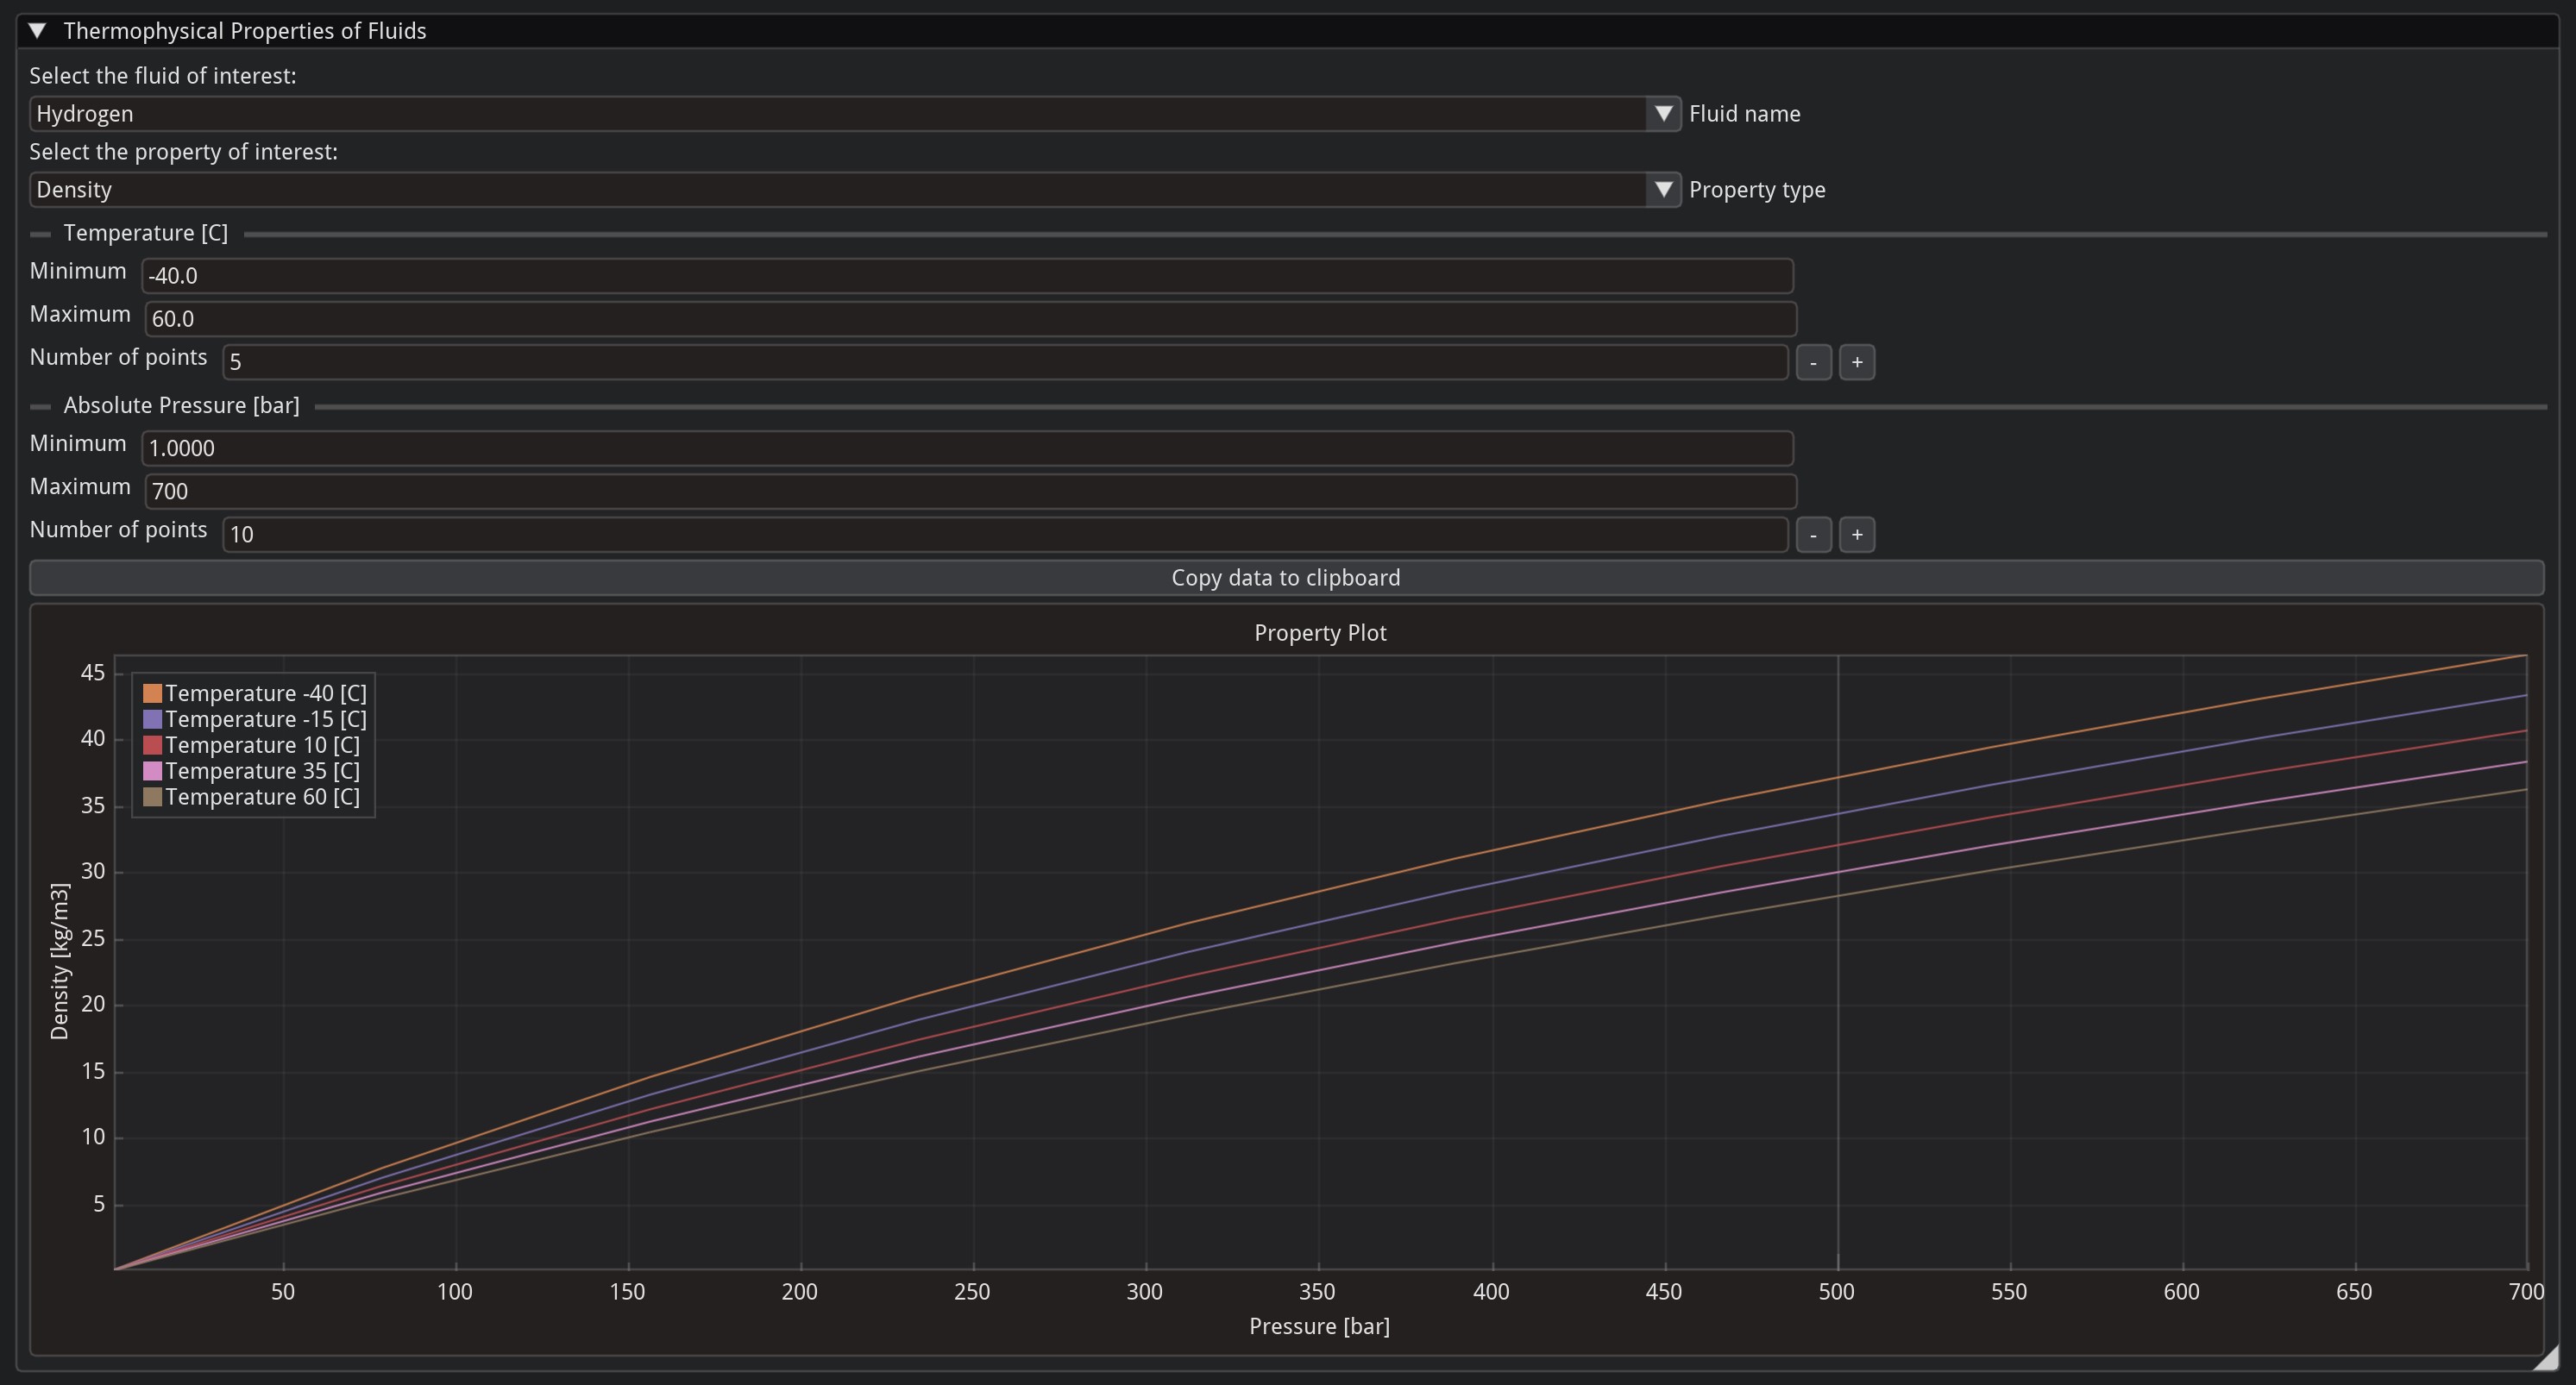 Thermophysical Properties of Fluids
Select the fluid of interest:
Hydrogen Fluid name
Select the property of interest:
Density Property type
Temperature [C]
Minimum -40.0
Maximum 60.0
Number of points 5 - +
Absolute Pressure [bar]
Minimum 1.0000
Maximum 700
Number of points 10 - +
Copy data to clipboard
Property Plot
Temperature -40 [C]
Temperature -15 [C]
Temperature 10 [C]
Temperature 35 [C]
Temperature 60 [C]
Density [kg/m3]
45
40
35
30
25
20
15
10
5
50 100 150 200 250 300 350 400 450 500 550 600 650 700
Pressure [bar]